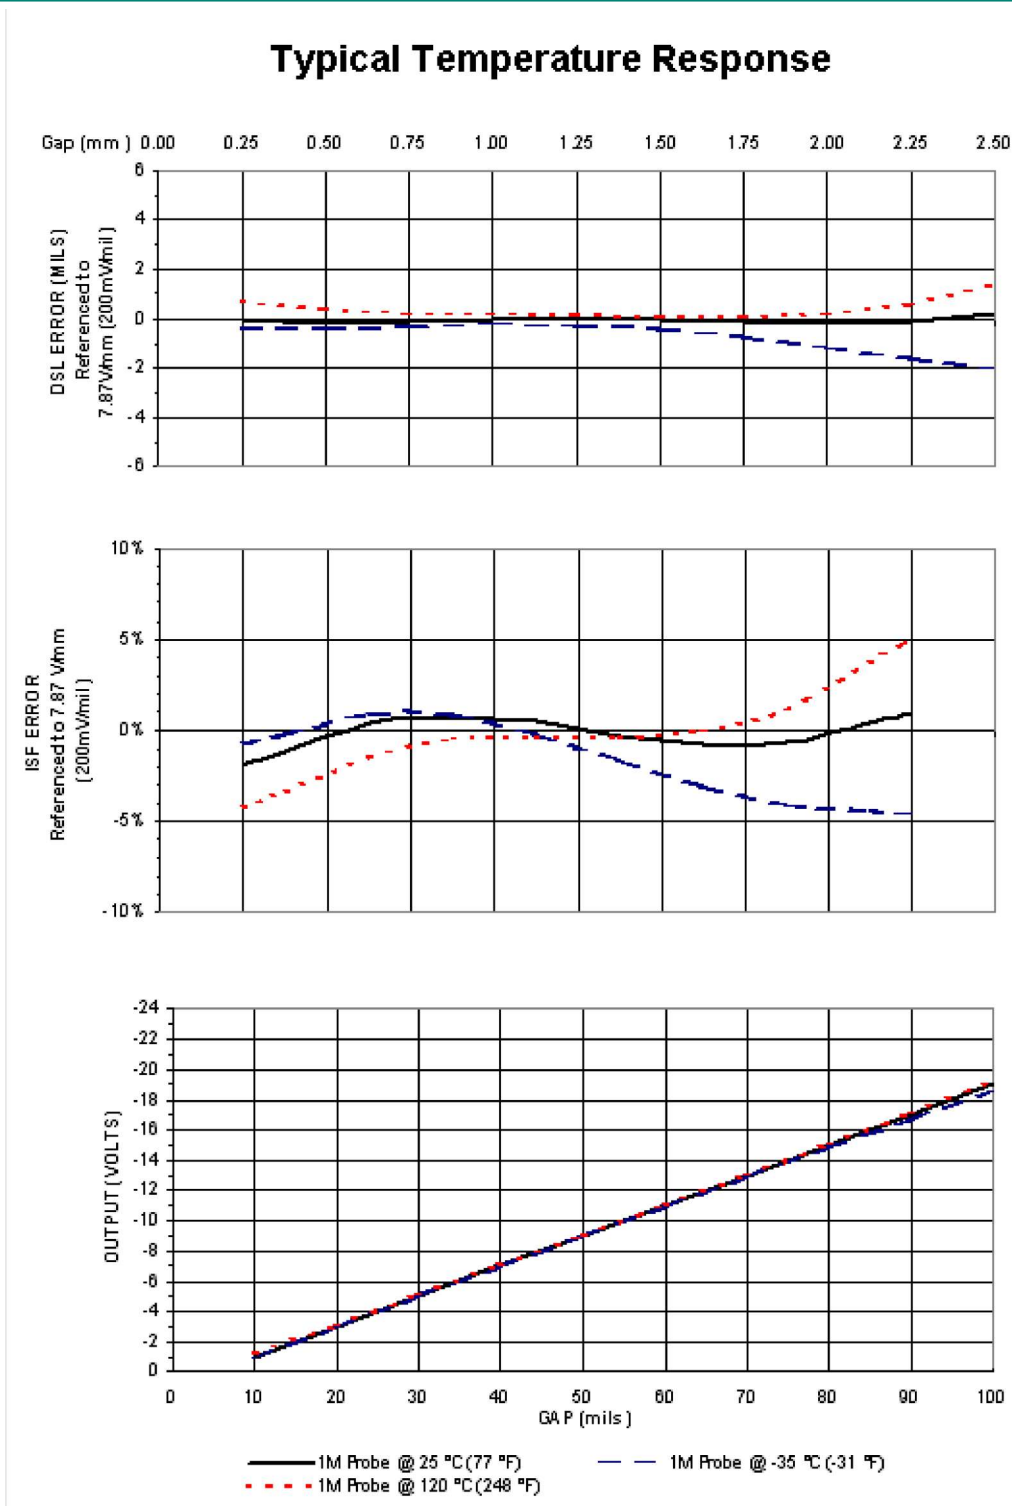 Typical Temperature Response
Gap (mm) 0.00 0.25 0.50 0.75 1.00 1.25 1.50 1.75 2.00 2.25 2.50
6
4
2
0
-2
-4
-6
DSL ERROR (MILS)
Referenced to
7.87V/mm (200mV/mil)
10%
5%
0%
-5%
-10%
ISF ERROR
Referenced to 7.87 V/mm
(200mV/mil)
-24
-22
-20
-18
-16
-14
-12
-10
-8
-6
-4
-2
0
OUTPUT (VOLTS)
0 10 20 30 40 50 60 70 80 90 100
GAP (mils)
1M Probe @ 25 °C (77 °F)
1M Probe @ -35 °C (-31 °F)
1M Probe @ 120 °C (248 °F)